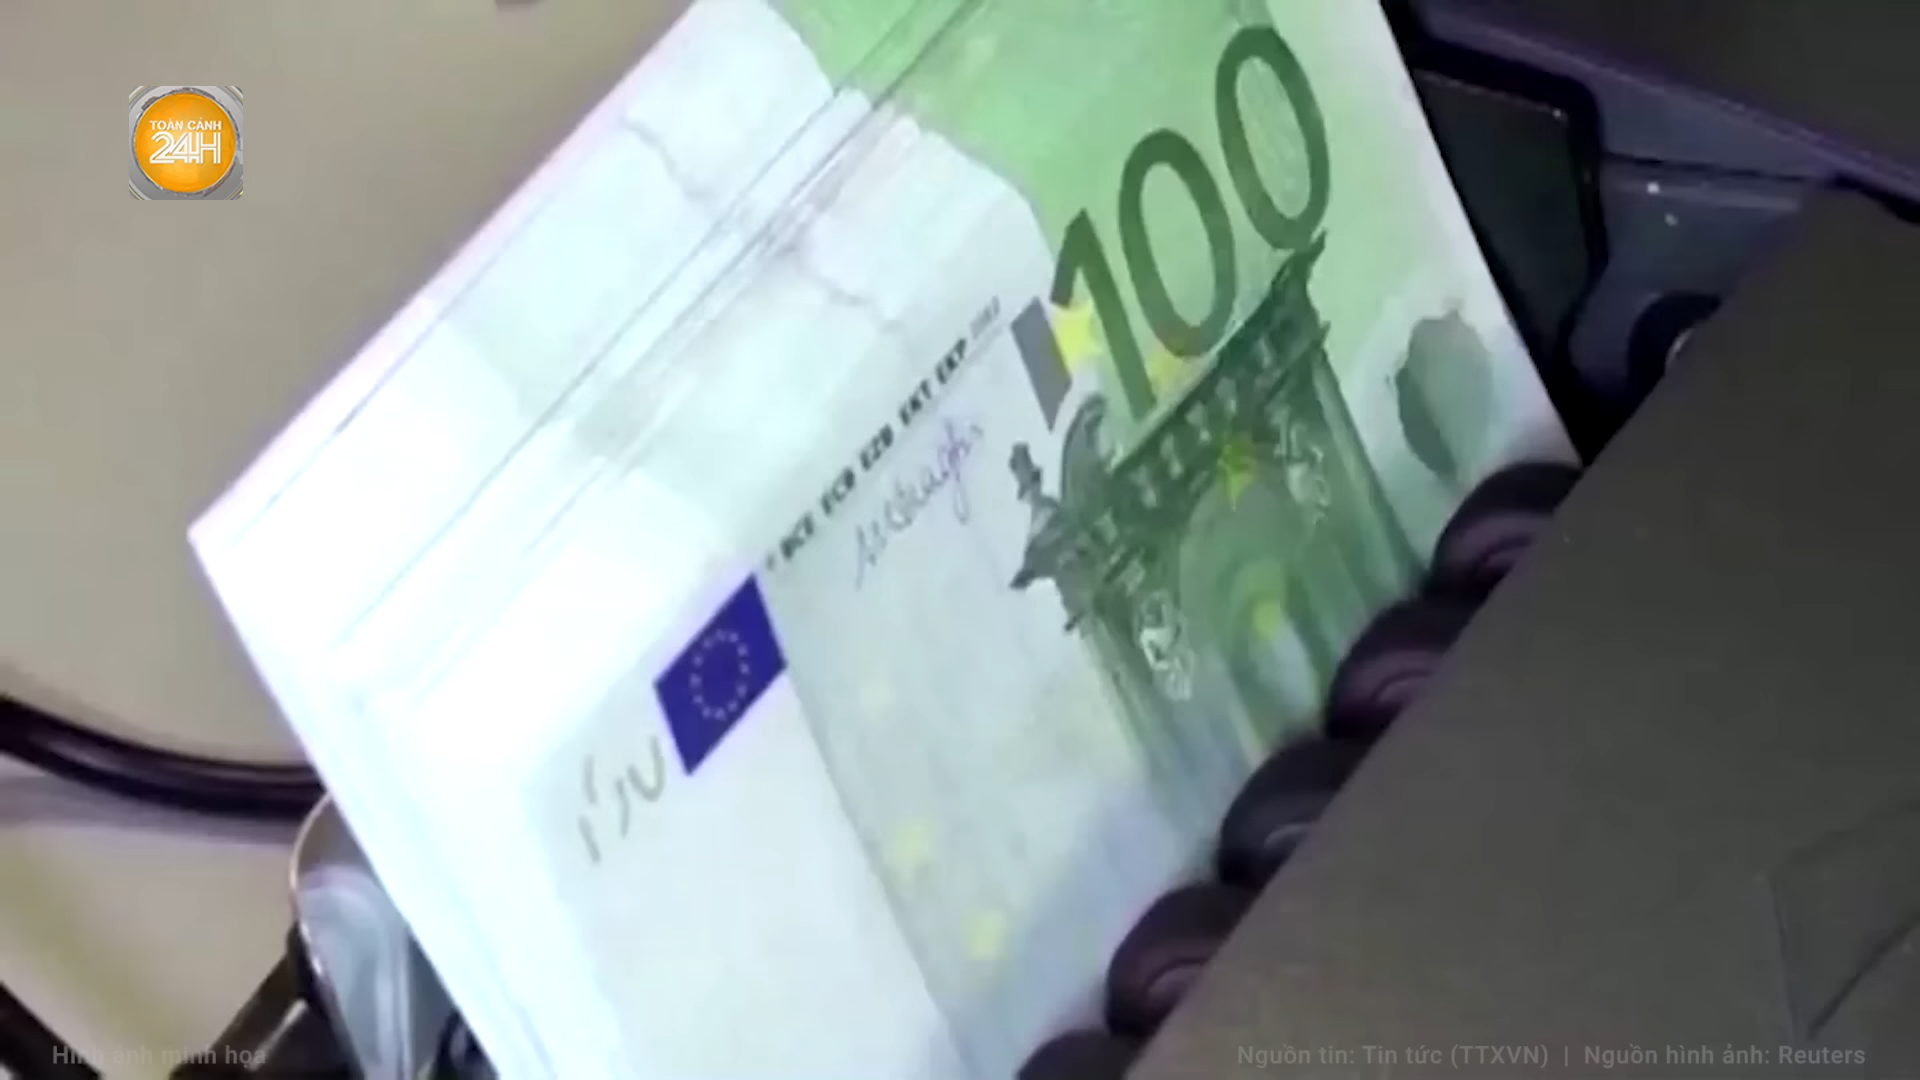 TOÀN CẢNH
24H
100
BCE ECB EZB EKT EKP 2002
Hình ảnh minh họa
Nguồn tin: Tin tức (TTXVN) | Nguồn hình ảnh: Reuters